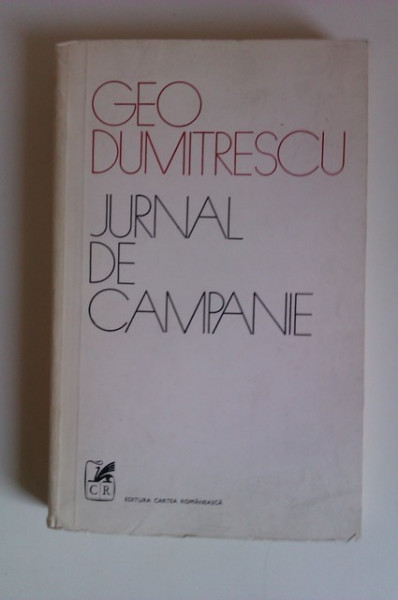 GEO
DUMITRESCU
JURNAL
DE
CAMPANIE
CR
EDITURA CARTEA ROMÂNEASCĂ